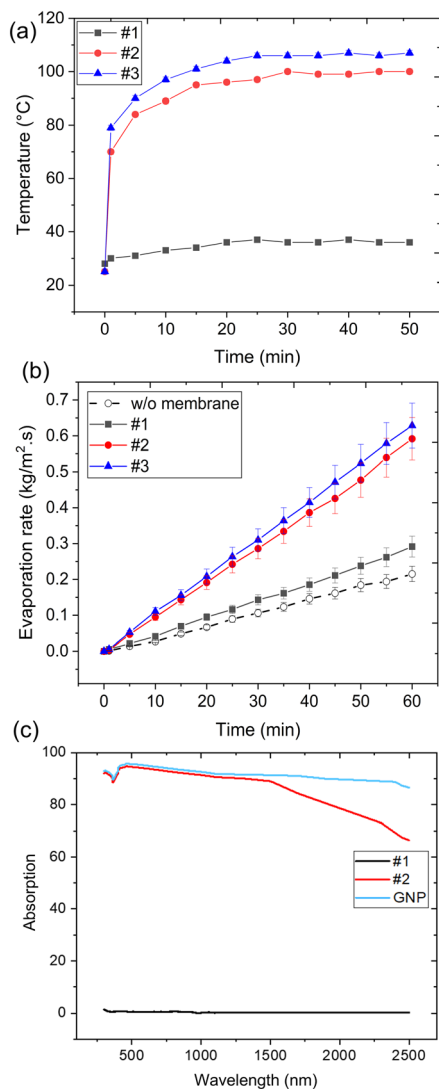 (a)
#1
#2
#3
Temperature (°C)
120
100
80
60
40
20
0 10 20 30 40 50
Time (min)
(b)
w/o membrane
#1
#2
#3
Evaporation rate (kg/m².s)
0.7
0.6
0.5
0.4
0.3
0.2
0.1
0.0
0 10 20 30 40 50 60
Time (min)
(c)
Absorption
100
80
60
40
20
0
#1
#2
GNP
500 1000 1500 2000 2500
Wavelength (nm)